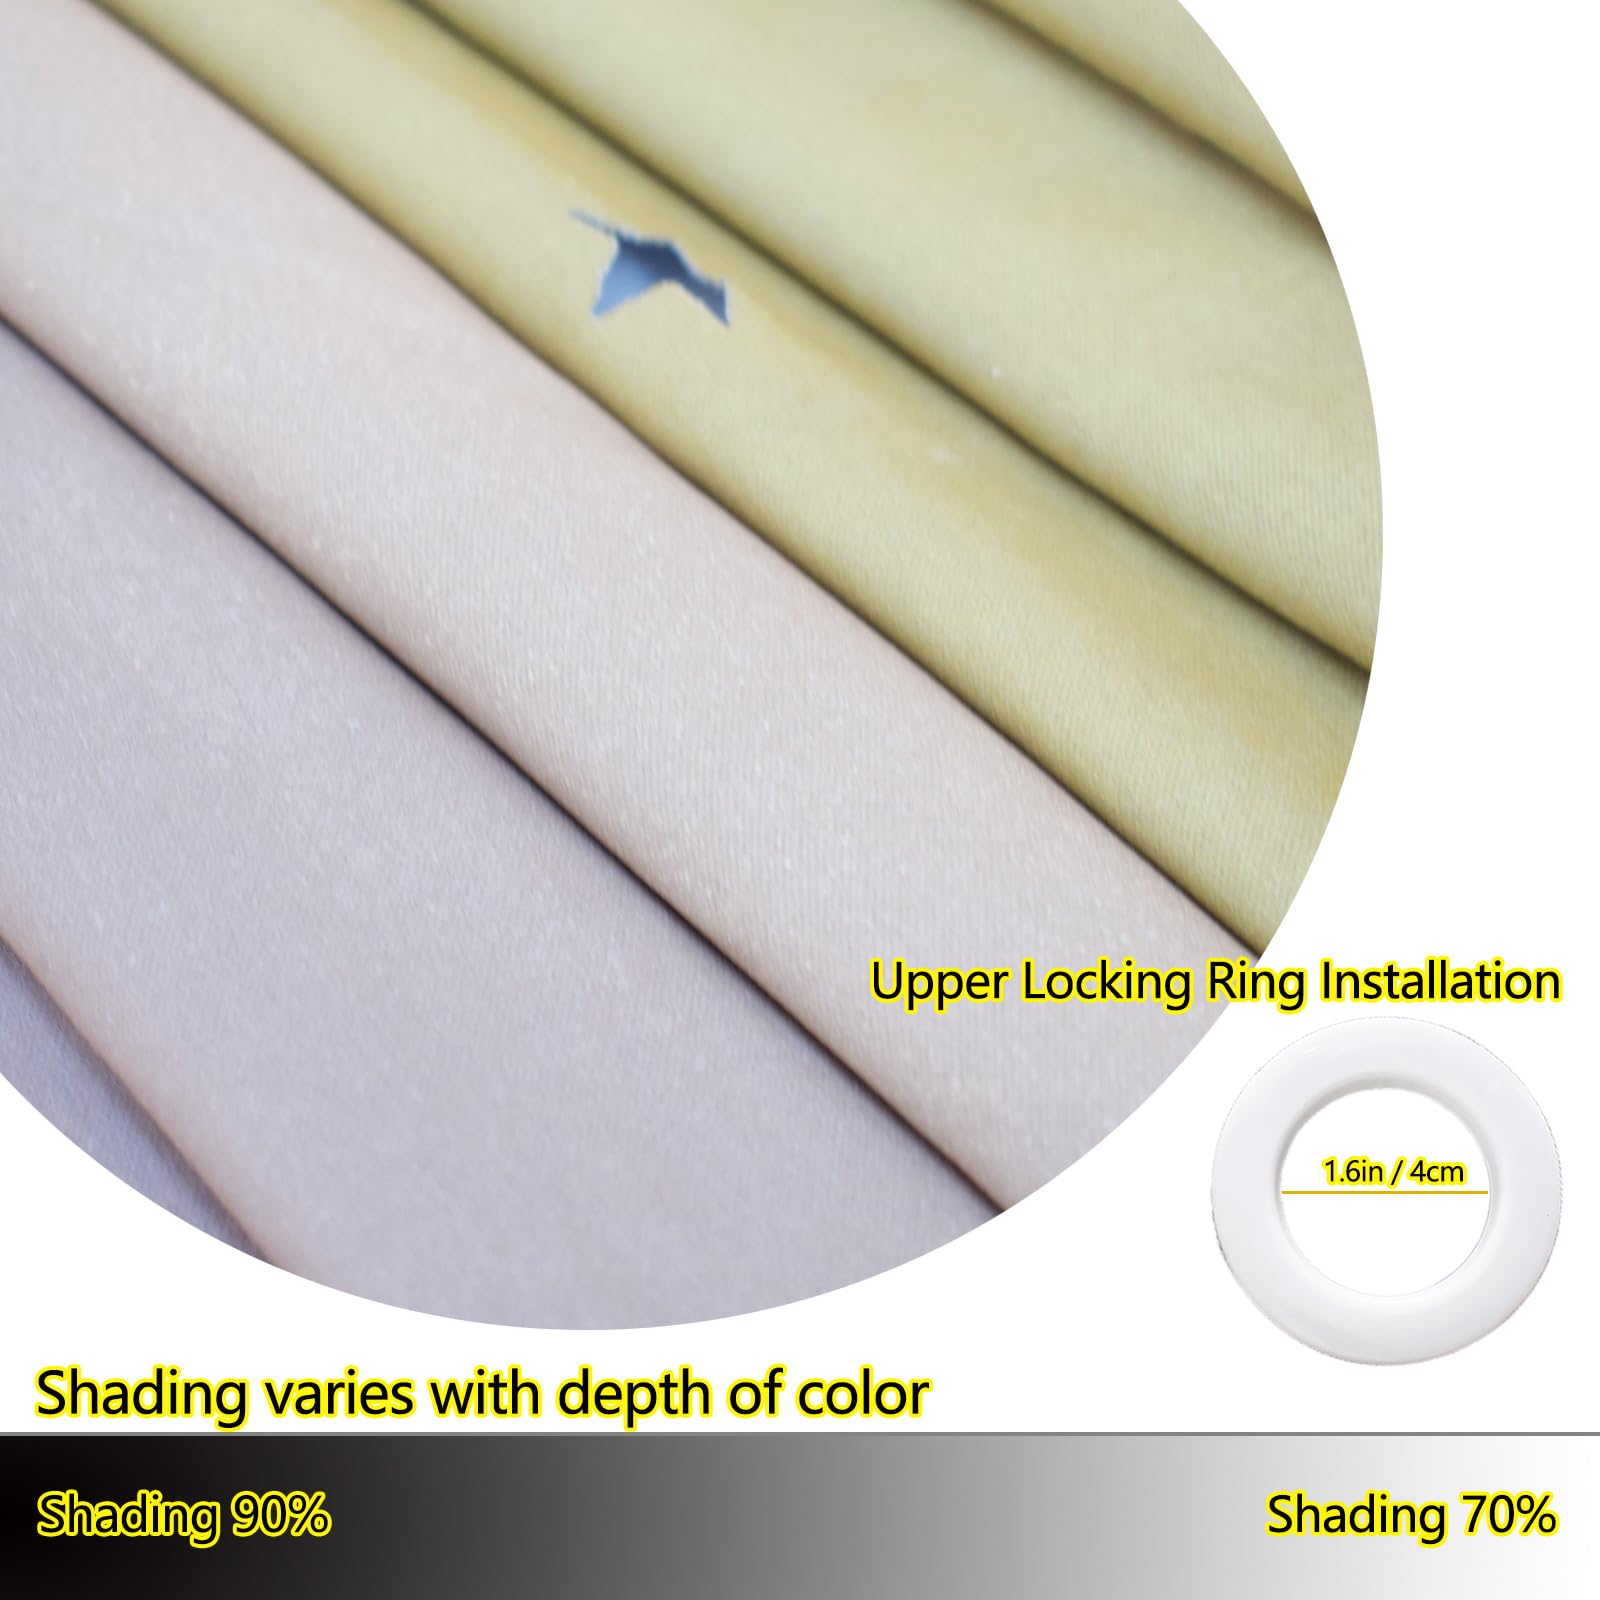 Upper Locking Ring Installation
1.6in / 4cm
Shading varies with depth of color
Shading 90%
Shading 70%